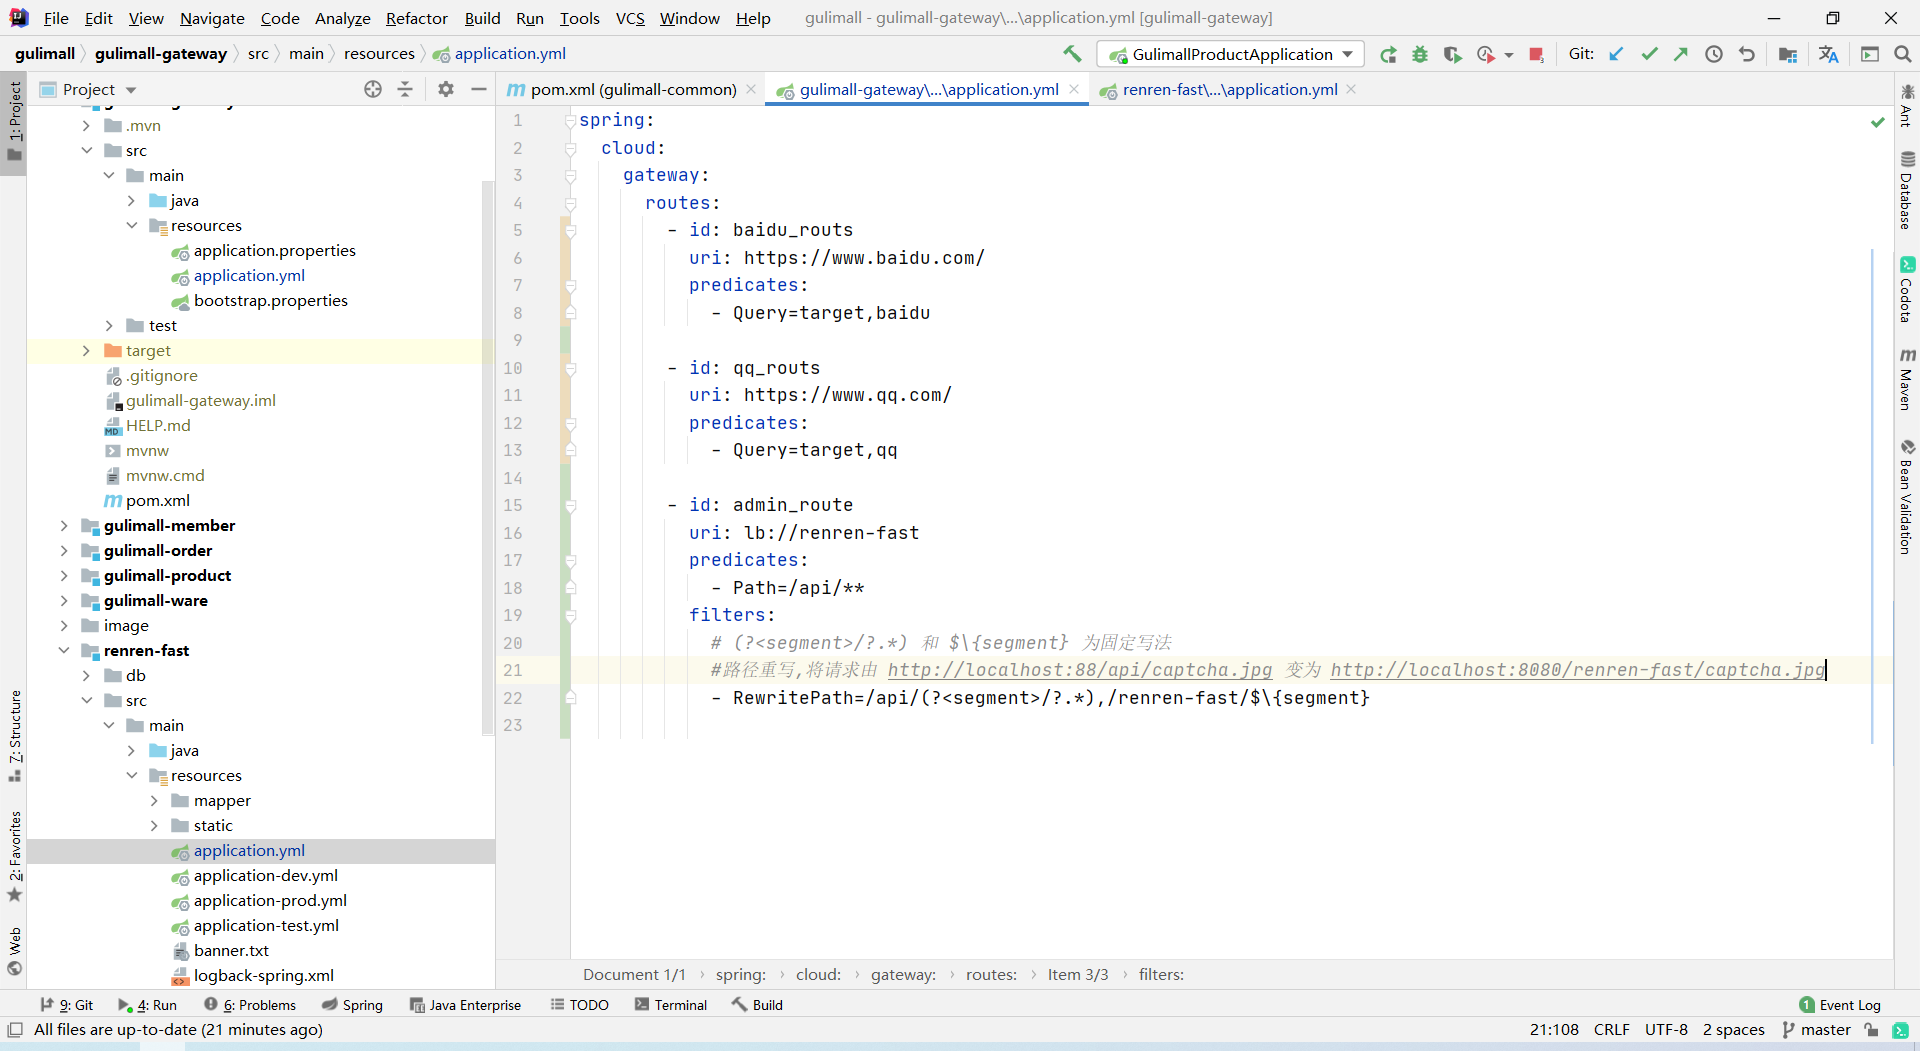 File Edit View Navigate Code Analyze Refactor Build Run Tools VCS Window Help gulimall - gulimall-gateway\...\application.yml [gulimall-gateway]
gulimall gulimall-gateway src main resources application.yml GulimallProductApplication Git:
1: Project
7: Structure
2: Favorites
Web
Project
.mvn
src
main
java
resources
application.properties
application.yml
bootstrap.properties
test
target
.gitignore
gulimall-gateway.iml
HELP.md
mvnw
mvnw.cmd
pom.xml
gulimall-member
gulimall-order
gulimall-product
gulimall-ware
image
renren-fast
db
src
main
java
resources
mapper
static
application.yml
application-dev.yml
application-prod.yml
application-test.yml
banner.txt
logback-spring.xml
pom.xml (gulimall-common) gulimall-gateway\...\application.yml renren-fast\...\application.yml
1 spring:
2 cloud:
3 gateway:
4 routes:
5 - id: baidu_routs
6 uri: https://www.baidu.com/
7 predicates:
8 - Query=target,baidu
9
10 - id: qq_routs
11 uri: https://www.qq.com/
12 predicates:
13 - Query=target,qq
14
15 - id: admin_route
16 uri: lb://renren-fast
17 predicates:
18 - Path=/api/**
19 filters:
20 # (?<segment>/?.*) 和 $\{segment} 为固定写法
21 #路径重写,将请求由 http://localhost:88/api/captcha.jpg 变为 http://localhost:8080/renren-fast/captcha.jpg
22 - RewritePath=/api/(?<segment>/?.*),/renren-fast/$\{segment}
23
Document 1/1 spring: cloud: gateway: routes: Item 3/3 filters:
Ant
Database
Codota
Maven
Bean Validation
9: Git 4: Run 6: Problems Spring Java Enterprise TODO Terminal Build 1 Event Log
All files are up-to-date (21 minutes ago) 21:108 CRLF UTF-8 2 spaces master